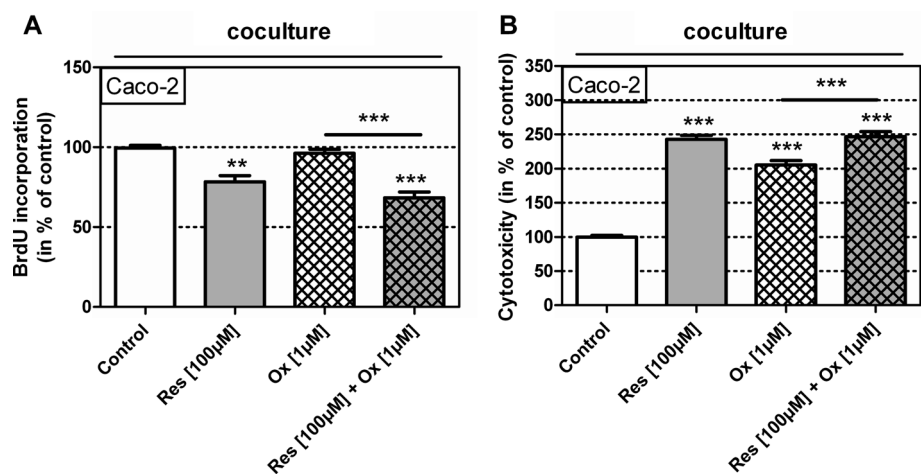 A
coculture
BrdU incorporation
(in % of control)
150
100
50
0
Caco-2
***
**
***
Control
Res [100µM]
Ox [1µM]
Res [100µM] + Ox [1µM]
B
coculture
Cytotoxicity (in % of control)
350
300
250
200
150
100
50
0
Caco-2
***
***
***
***
Control
Res [100µM]
Ox [1µM]
Res [100µM] + Ox [1µM]